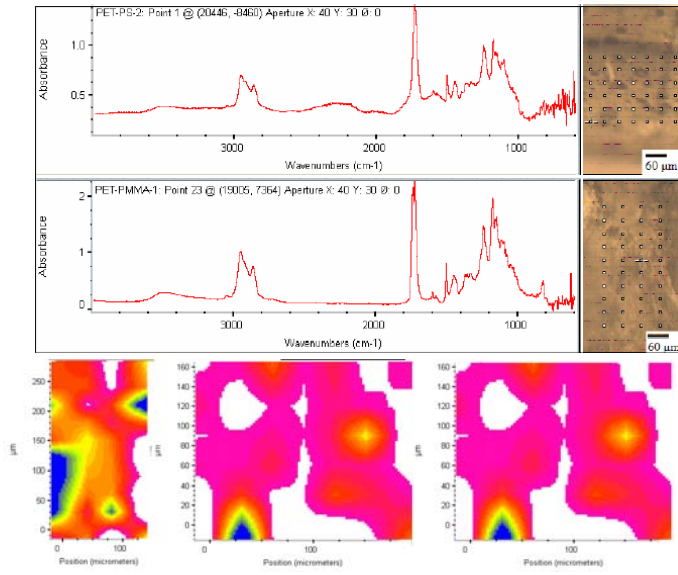 PET-PS-2: Point 1 @ (20446, -8460) Aperture X: 40 Y: 30 Ø: 0
Absorbance
1.0
0.5
3000
2000
1000
Wavenumbers (cm-1)
60 µm
PET-PMMA-1: Point 23 @ (19005, 7364) Aperture X: 40 Y: 30 Ø: 0
Absorbance
2
1
0
3000
2000
1000
Wavenumbers (cm-1)
60 µm
250
200
150
100
50
0
µm
0
100
Position (micrometers)
160
140
120
100
80
60
40
20
0
µm
0
100
Position (micrometers)
160
140
120
100
80
60
40
20
0
µm
0
100
Position (micrometers)